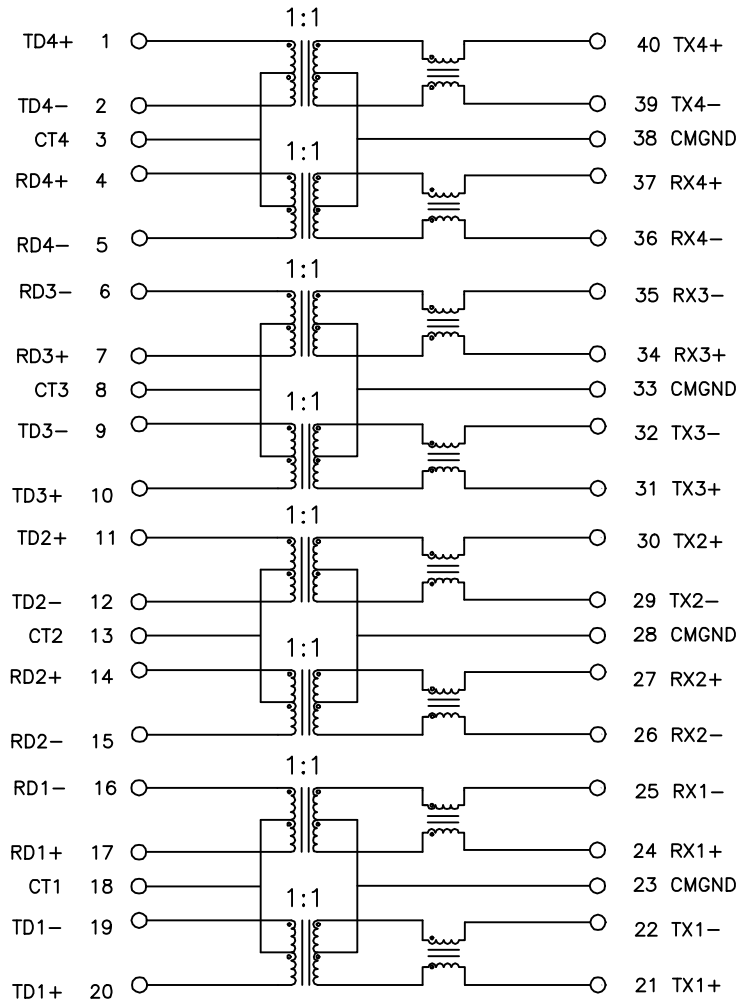 1:1
TD4+ 1 40 TX4+
TD4− 2 39 TX4−
CT4 3 38 CMGND
1:1
RD4+ 4 37 RX4+
RD4− 5 36 RX4−
1:1
RD3− 6 35 RX3−
RD3+ 7 34 RX3+
CT3 8 33 CMGND
1:1
TD3− 9 32 TX3−
TD3+ 10 31 TX3+
1:1
TD2+ 11 30 TX2+
TD2− 12 29 TX2−
CT2 13 28 CMGND
1:1
RD2+ 14 27 RX2+
RD2− 15 26 RX2−
1:1
RD1− 16 25 RX1−
RD1+ 17 24 RX1+
CT1 18 23 CMGND
1:1
TD1− 19 22 TX1−
TD1+ 20 21 TX1+